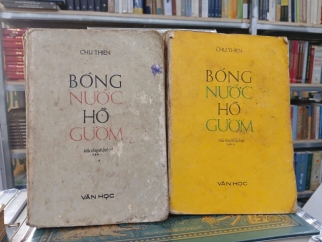 CHU THIÊN
BÓNG
NƯỚC
HỒ
GƯƠM
VĂN HỌC
CHU THIÊN
BÓNG
NƯỚC
HỒ
GƯƠM
VĂN HỌC